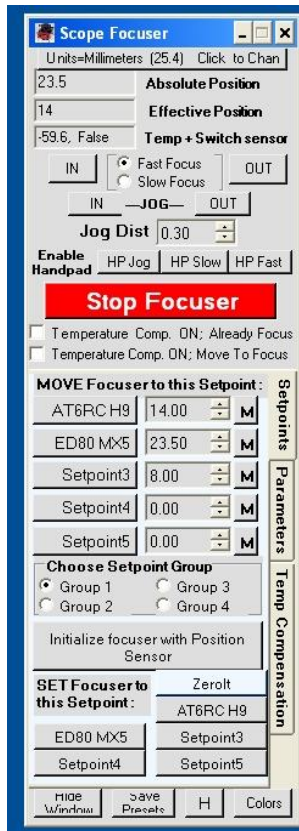 Scope Focuser
Units=Millimeters (25.4) Click to Chan
23.5 Absolute Position
14 Effective Position
-59.6, False Temp + Switch sensor
IN Fast Focus OUT
Slow Focus
IN —JOG— OUT
Jog Dist 0.30
Enable Handpad HP Jog HP Slow HP Fast
Stop Focuser
Temperature Comp. ON; Already Focu
Temperature Comp. ON; Move To Focu
MOVE Focuser to this Setpoint:
AT6RC H9 14.00 M
ED80 MX5 23.50 M
Setpoint3 8.00 M
Setpoint4 0.00 M
Setpoint5 0.00 M
Setpoints
Parameters
Temp Compensation
Choose Setpoint Group
Group 1 Group 3
Group 2 Group 4
Initialize focuser with Position
Sensor
SET Focuser to
this Setpoint:
ZeroIt
AT6RC H9
ED80 MX5 Setpoint3
Setpoint4 Setpoint5
Hide Window Save Presets H Colors